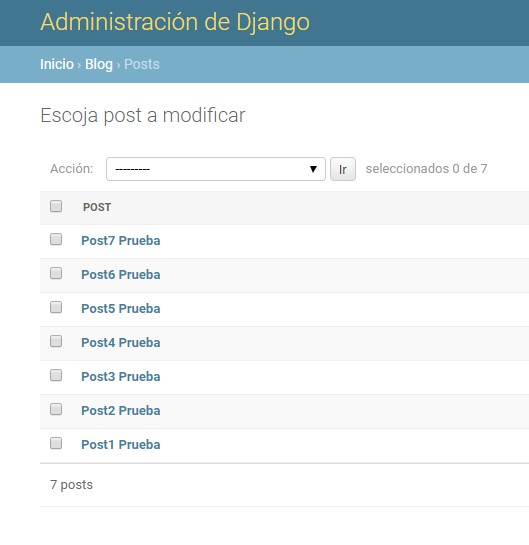 Administración de Django
Inicio › Blog › Posts
Escoja post a modificar
Acción: --------- Ir seleccionados 0 de 7
POST
Post7 Prueba
Post6 Prueba
Post5 Prueba
Post4 Prueba
Post3 Prueba
Post2 Prueba
Post1 Prueba
7 posts